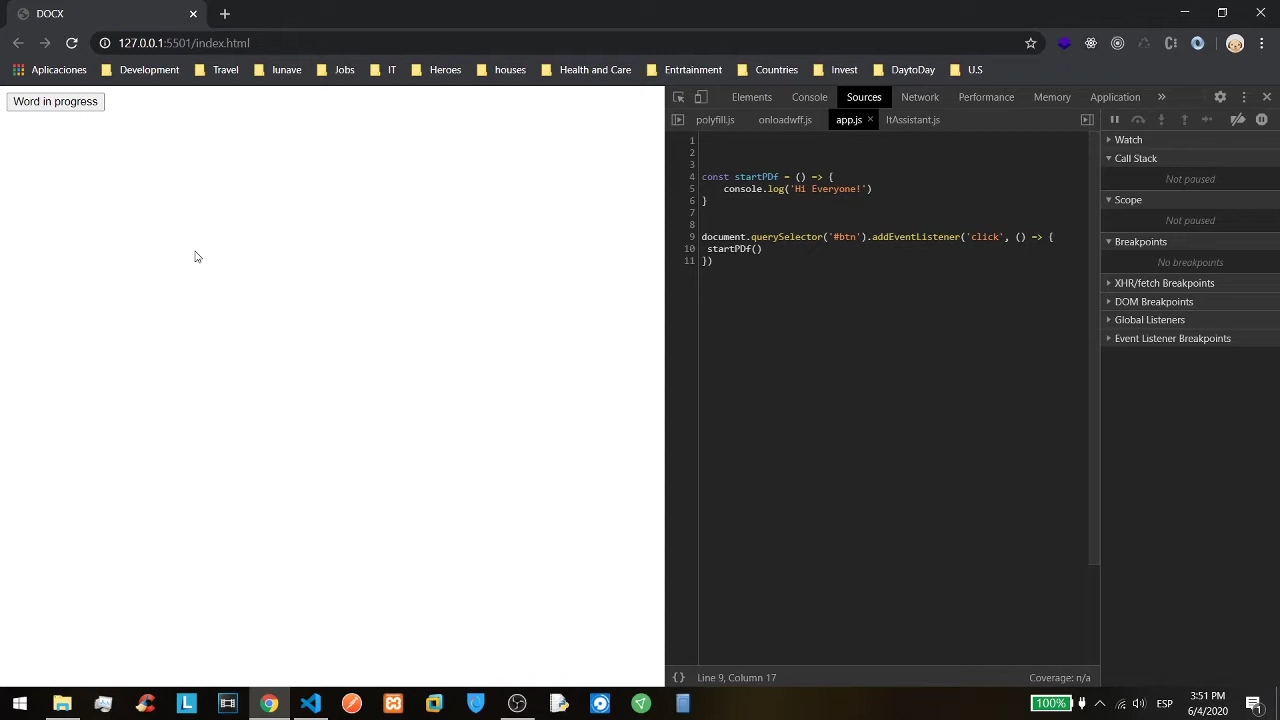 DOCX
127.0.0.1:5501/index.html
Aplicaciones Development Travel lunave Jobs IT Heroes houses Health and Care Entrtainment Countries Invest DaytoDay U.S
Word in progress
Elements Console Sources Network Performance Memory Application »
polyfill.js onloadwff.js app.js ItAssistant.js
1
2
3
4 const startPDf = () => {
5 console.log('Hi Everyone!')
6 }
7
8
9 document.querySelector('#btn').addEventListener('click', () => {
10 startPDf()
11 })
Watch
Call Stack
Not paused
Scope
Not paused
Breakpoints
No breakpoints
XHR/fetch Breakpoints
DOM Breakpoints
Global Listeners
Event Listener Breakpoints
{} Line 9, Column 17 Coverage: n/a
L 100% ESP 3:51 PM
6/4/2020 1